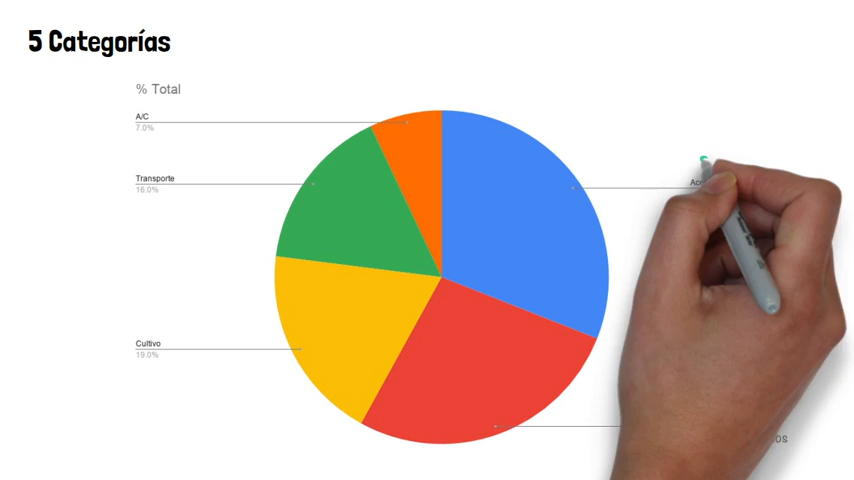 5 Categorías
% Total
A/C
7.0%
Transporte
16.0%
Cultivo
19.0%